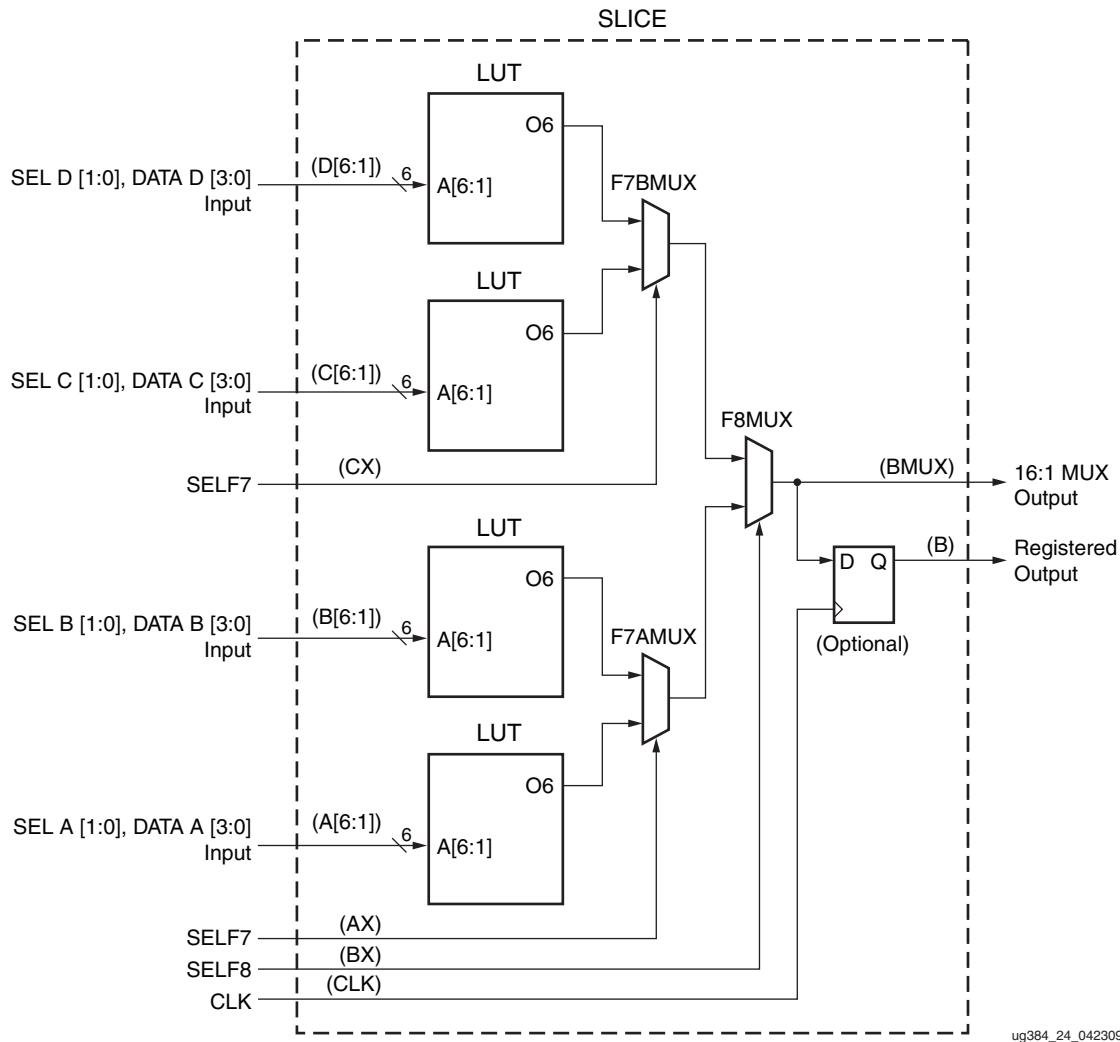 SLICE
LUT
O6
(D[6:1])
6
A[6:1]
SEL D [1:0], DATA D [3:0]
Input
F7BMUX
LUT
O6
(C[6:1])
6
A[6:1]
SEL C [1:0], DATA C [3:0]
Input
F8MUX
(CX)
SELF7
(BMUX)
16:1 MUX
Output
LUT
O6
(B)
D Q
Registered
Output
(B[6:1])
6
A[6:1]
SEL B [1:0], DATA B [3:0]
Input
F7AMUX
(Optional)
LUT
O6
(A[6:1])
6
A[6:1]
SEL A [1:0], DATA A [3:0]
Input
(AX)
SELF7
(BX)
SELF8
(CLK)
CLK
ug384_24_042309